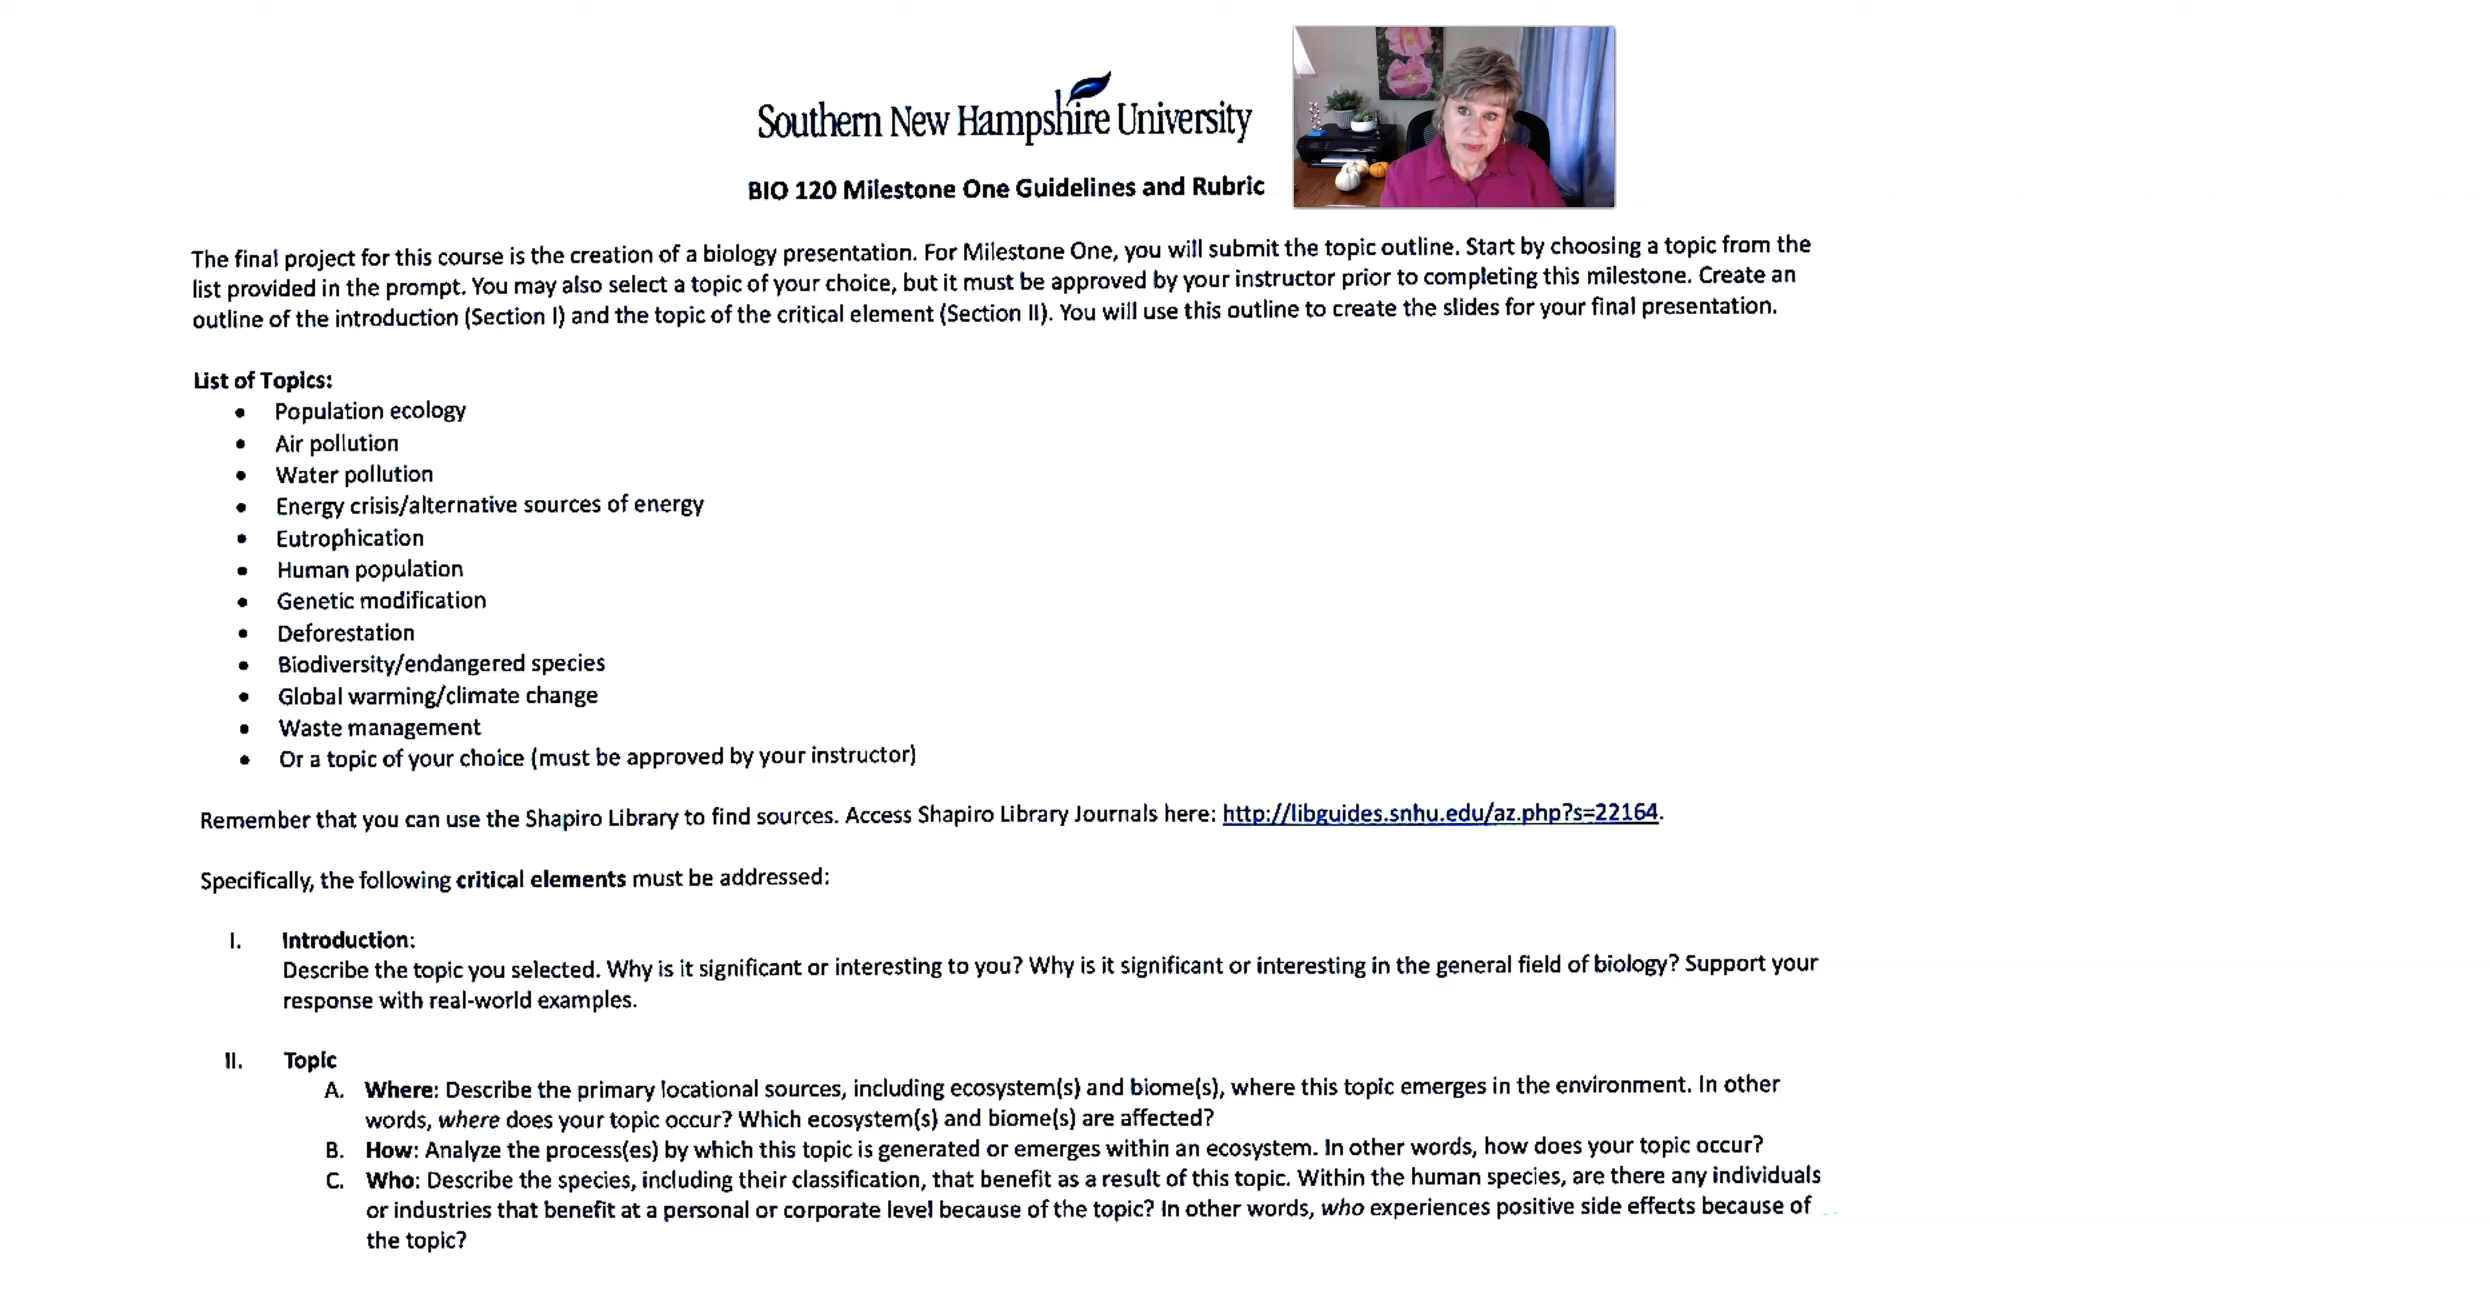 Southern New Hampshire University
BIO 120 Milestone One Guidelines and Rubric
The final project for this course is the creation of a biology presentation. For Milestone One, you will submit the topic outline. Start by choosing a topic from the
list provided in the prompt. You may also select a topic of your choice, but it must be approved by your instructor prior to completing this milestone. Create an
outline of the introduction (Section I) and the topic of the critical element (Section II). You will use this outline to create the slides for your final presentation.
List of Topics:
• Population ecology
• Air pollution
• Water pollution
• Energy crisis/alternative sources of energy
• Eutrophication
• Human population
• Genetic modification
• Deforestation
• Biodiversity/endangered species
• Global warming/climate change
• Waste management
• Or a topic of your choice (must be approved by your instructor)
Remember that you can use the Shapiro Library to find sources. Access Shapiro Library Journals here: http://libguides.snhu.edu/az.php?s=22164.
Specifically, the following critical elements must be addressed:
I. Introduction:
Describe the topic you selected. Why is it significant or interesting to you? Why is it significant or interesting in the general field of biology? Support your
response with real-world examples.
II. Topic
A. Where: Describe the primary locational sources, including ecosystem(s) and biome(s), where this topic emerges in the environment. In other
words, where does your topic occur? Which ecosystem(s) and biome(s) are affected?
B. How: Analyze the process(es) by which this topic is generated or emerges within an ecosystem. In other words, how does your topic occur?
C. Who: Describe the species, including their classification, that benefit as a result of this topic. Within the human species, are there any individuals
or industries that benefit at a personal or corporate level because of the topic? In other words, who experiences positive side effects because of
the topic?